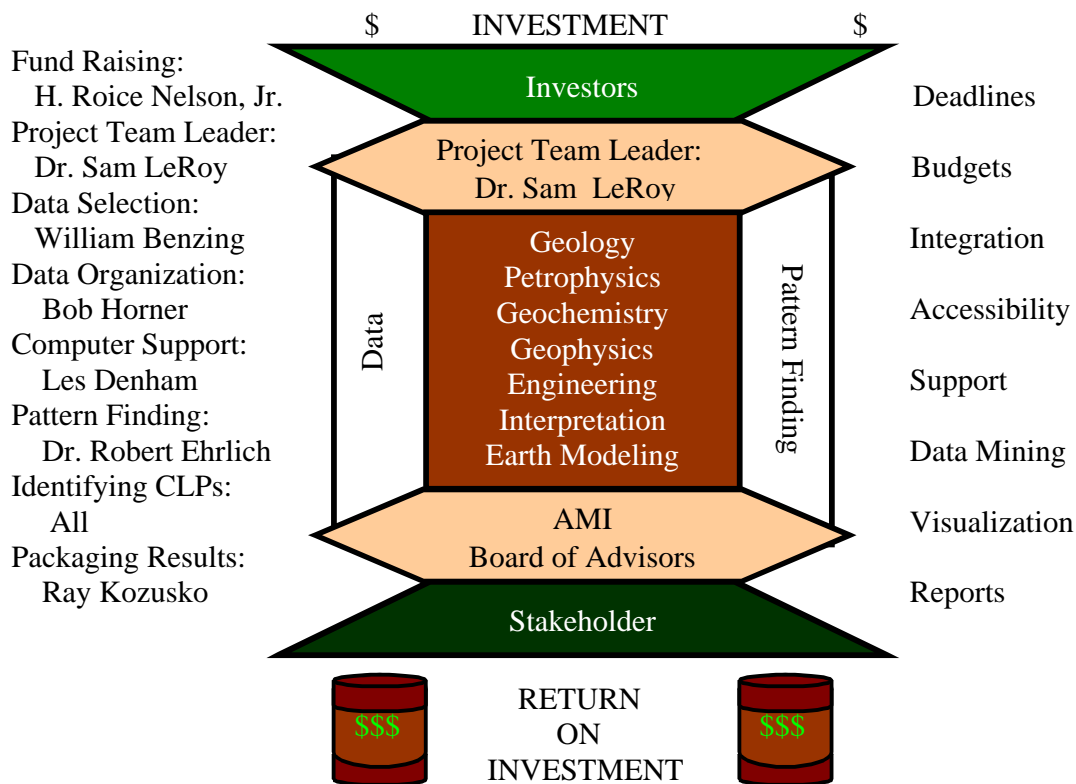 $ INVESTMENT $
Fund Raising:
H. Roice Nelson, Jr.
Project Team Leader:
Dr. Sam LeRoy
Data Selection:
William Benzing
Data Organization:
Bob Horner
Computer Support:
Les Denham
Pattern Finding:
Dr. Robert Ehrlich
Identifying CLPs:
All
Packaging Results:
Ray Kozusko
Investors
Project Team Leader:
Dr. Sam LeRoy
Data
Geology
Petrophysics
Geochemistry
Geophysics
Engineering
Interpretation
Earth Modeling
Pattern Finding
AMI
Board of Advisors
Stakeholder
Deadlines
Budgets
Integration
Accessibility
Support
Data Mining
Visualization
Reports
$$$
RETURN
ON
INVESTMENT
$$$